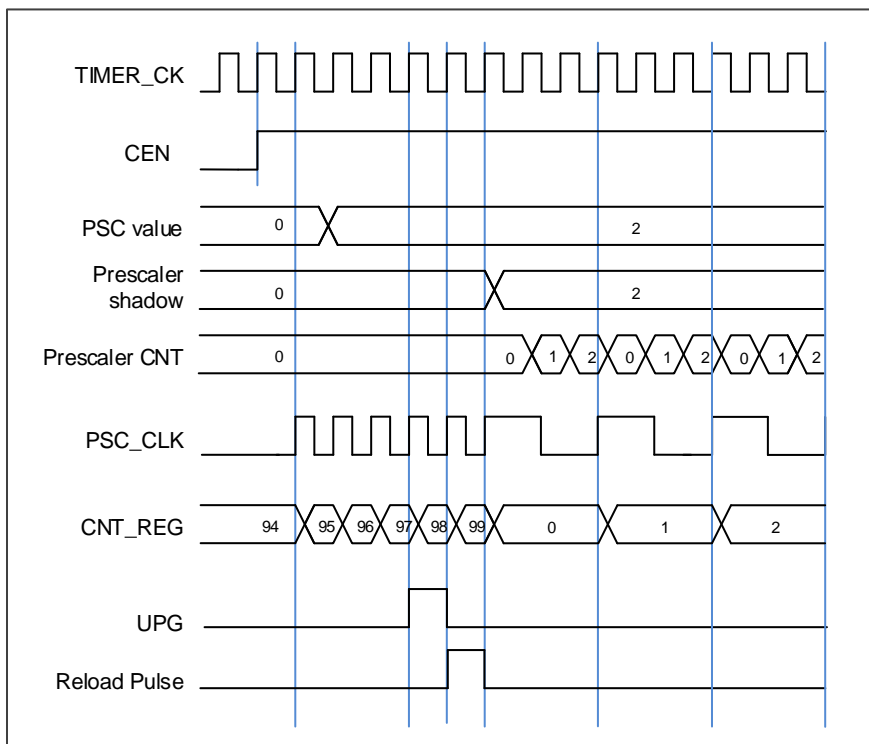 TIMER_CK
CEN
PSC value 0 2
Prescaler
shadow 0 2
Prescaler CNT 0 0 1 2 0 1 2 0 1 2
PSC_CLK
CNT_REG 94 95 96 97 98 99 0 1 2
UPG
Reload Pulse